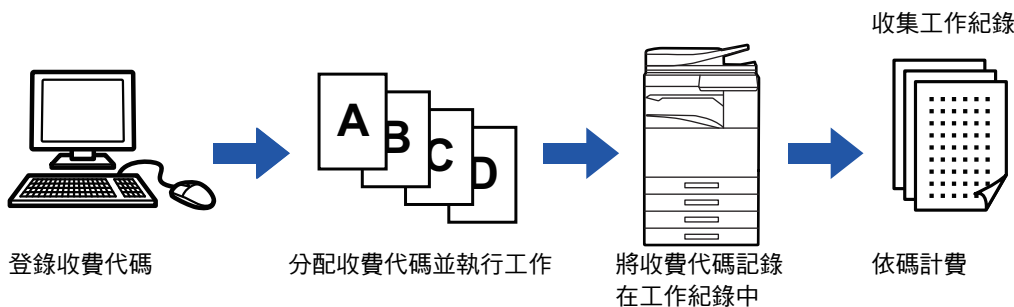 收集工作紀錄
A
B
C
D
登錄收費代碼
分配收費代碼並執行工作
將收費代碼記錄
在工作紀錄中
依碼計費